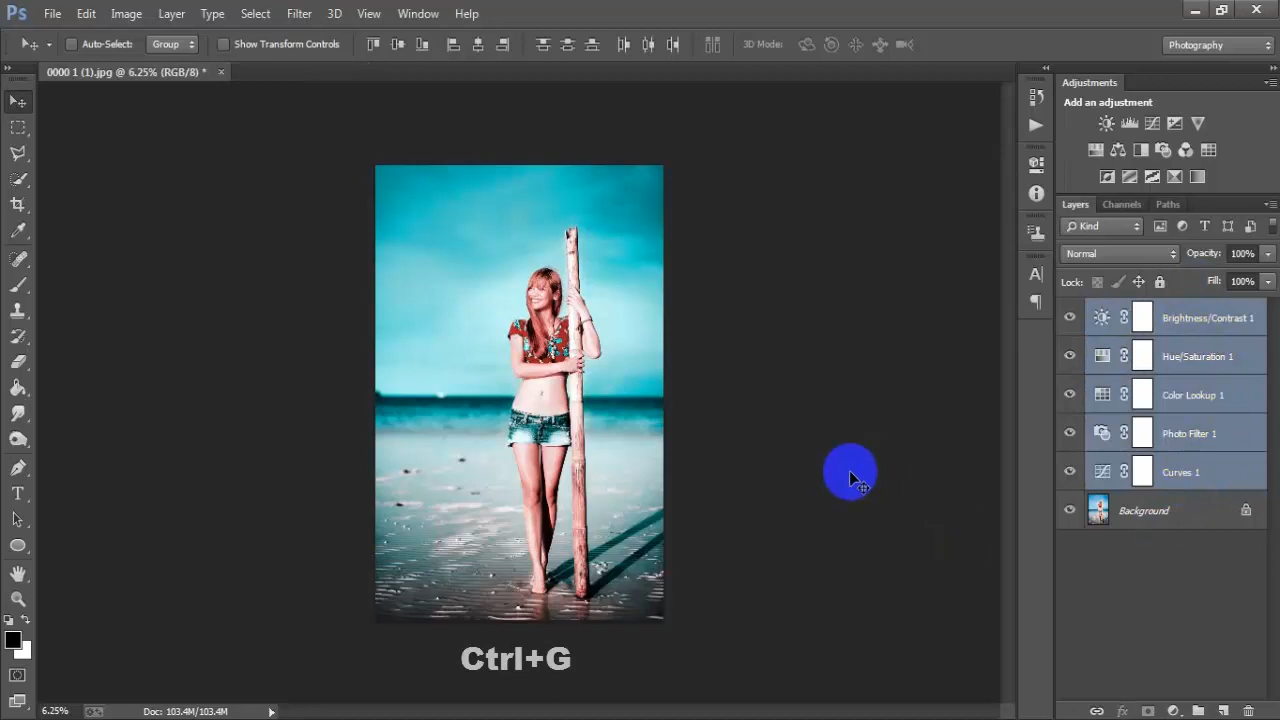 Ps File Edit Image Layer Type Select Filter 3D View Window Help
Auto-Select: Group Show Transform Controls 3D Mode: Photography
0000 1 (1).jpg @ 6.25% (RGB/8) * ×
Adjustments
Add an adjustment
Layers Channels Paths
Kind
Normal Opacity: 100%
Lock: Fill: 100%
Brightness/Contrast 1
Hue/Saturation 1
Color Lookup 1
Photo Filter 1
Curves 1
Background
Ctrl+G
6.25% Doc: 103.4M/103.4M